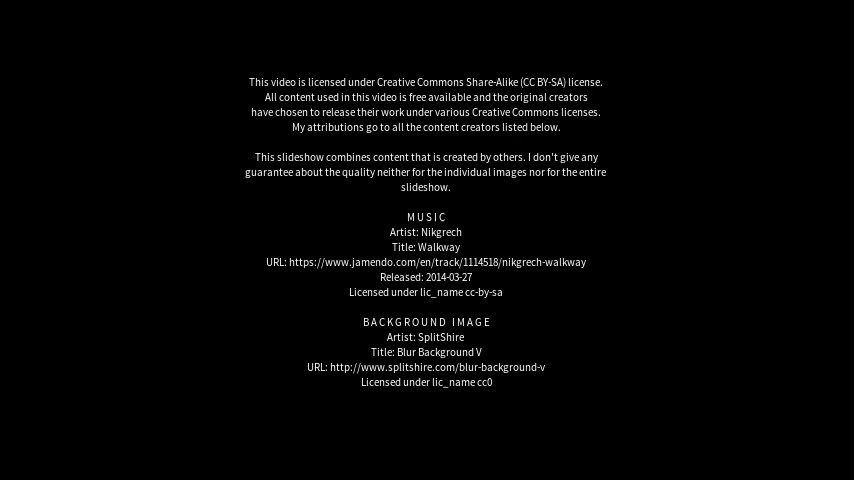 This video is licensed under Creative Commons Share-Alike (CC BY-SA) license.
All content used in this video is free available and the original creators
have chosen to release their work under various Creative Commons licenses.
My attributions go to all the content creators listed below.
This slideshow combines content that is created by others. I don't give any
guarantee about the quality neither for the individual images nor for the entire
slideshow.
MUSIC
Artist: Nikgrech
Title: Walkway
URL: https://www.jamendo.com/en/track/1114518/nikgrech-walkway
Released: 2014-03-27
Licensed under lic_name cc-by-sa
BACKGROUND IMAGE
Artist: SplitShire
Title: Blur Background V
URL: http://www.splitshire.com/blur-background-v
Licensed under lic_name cc0